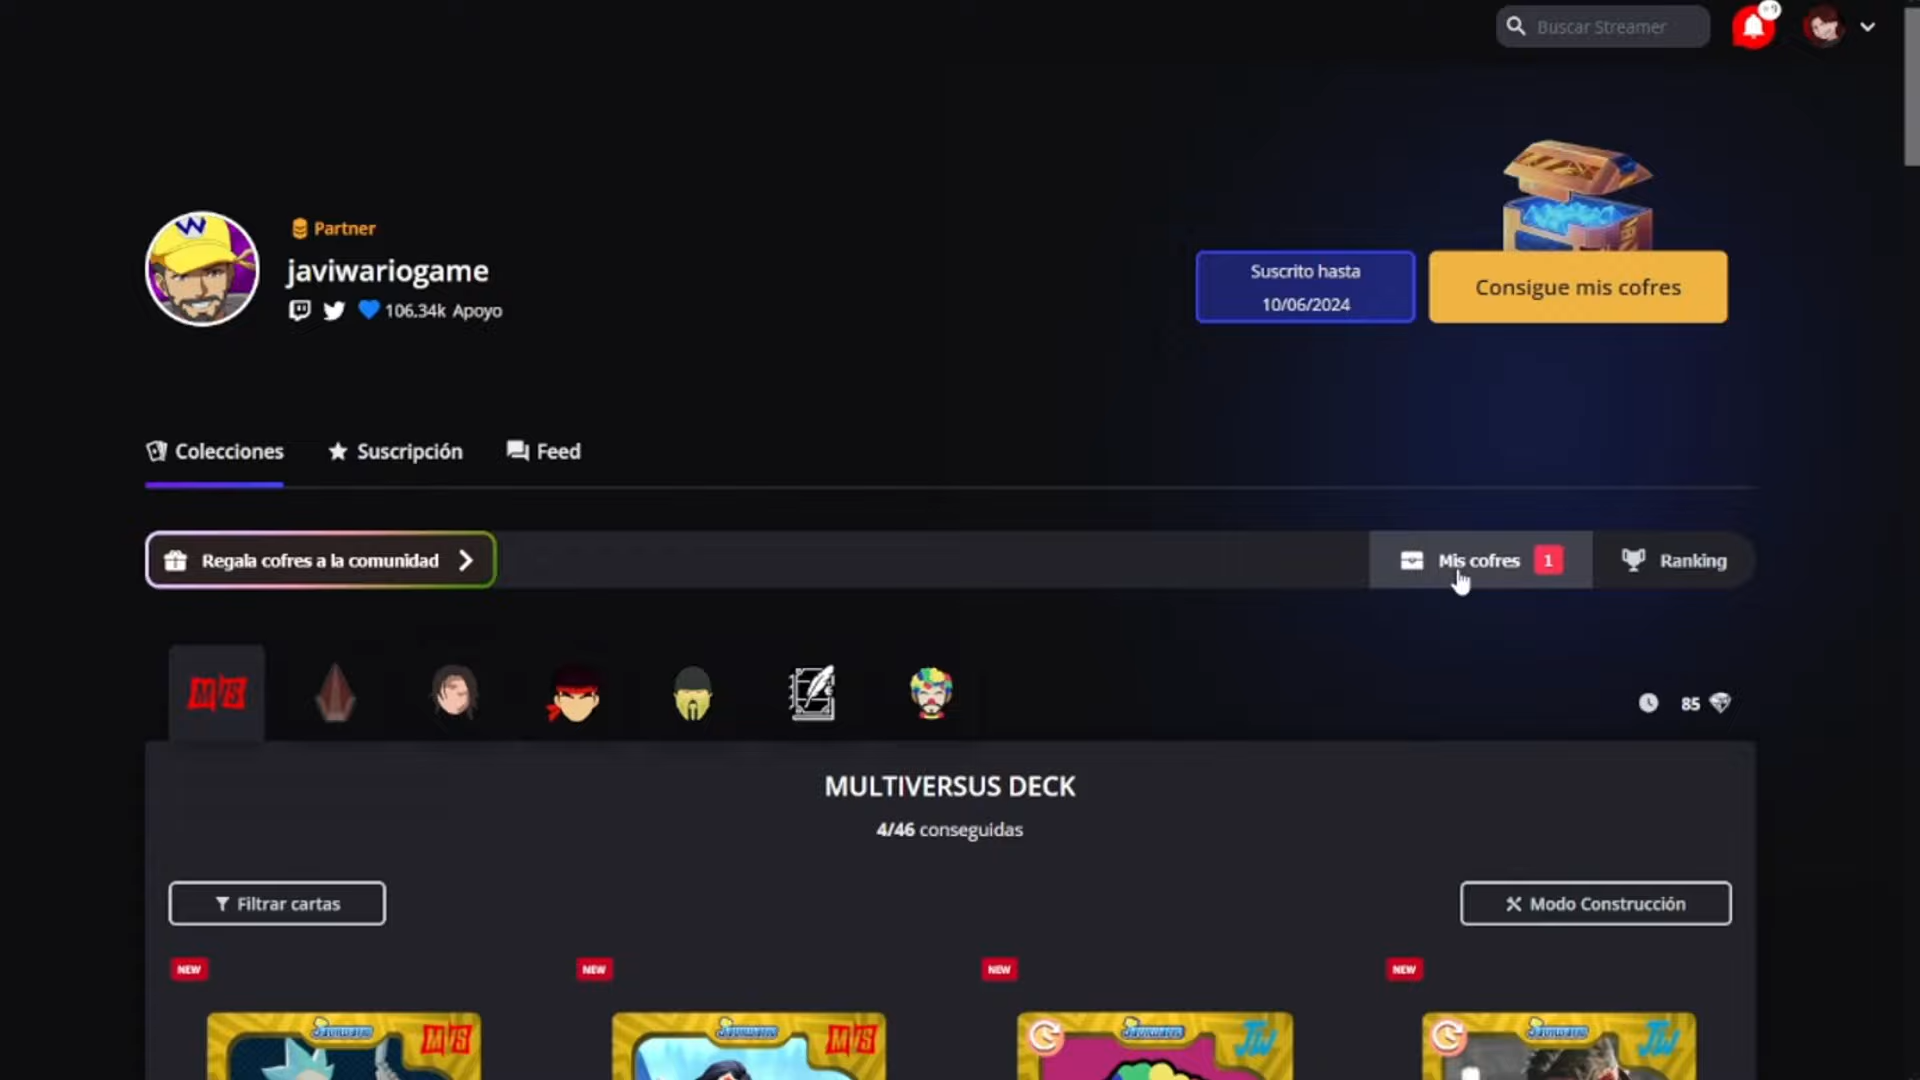 Buscar Streamer
+9
Partner
javiwariogame
106.34k Apoyo
Suscrito hasta
10/06/2024
Consigue mis cofres
Colecciones
Suscripción
Feed
Regala cofres a la comunidad
Mis cofres 1
Ranking
85
MULTIVERSUS DECK
4/46 conseguidas
Filtrar cartas
Modo Construcción
NEW
NEW
NEW
NEW